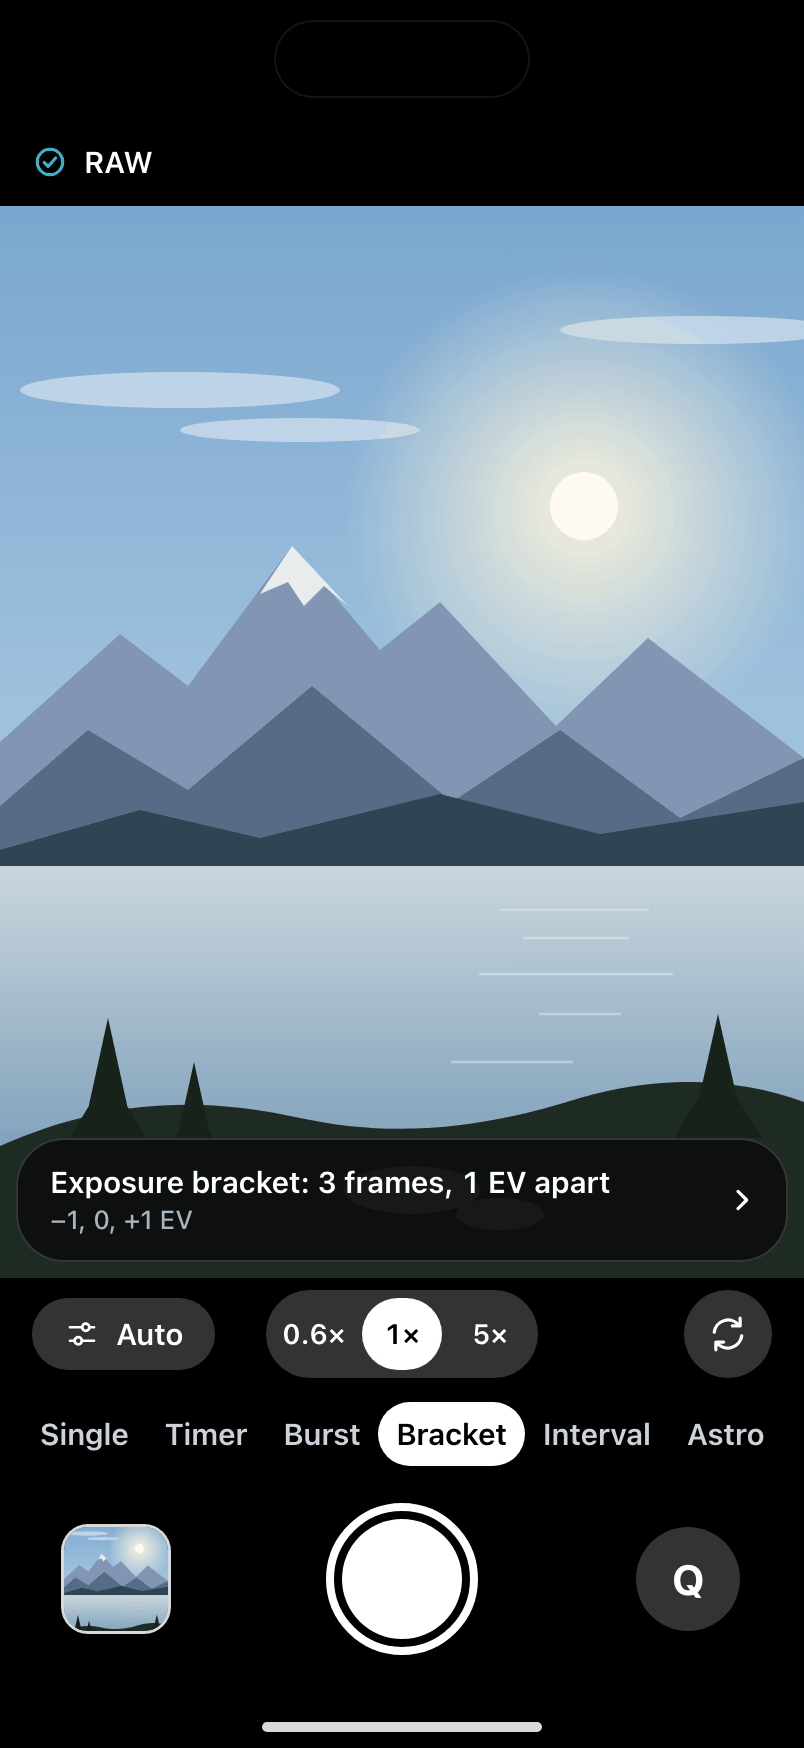 RAW
Exposure bracket: 3 frames, 1 EV apart
−1, 0, +1 EV
Auto
0.6× 1× 5×
Single Timer Burst Bracket Interval Astro
Q